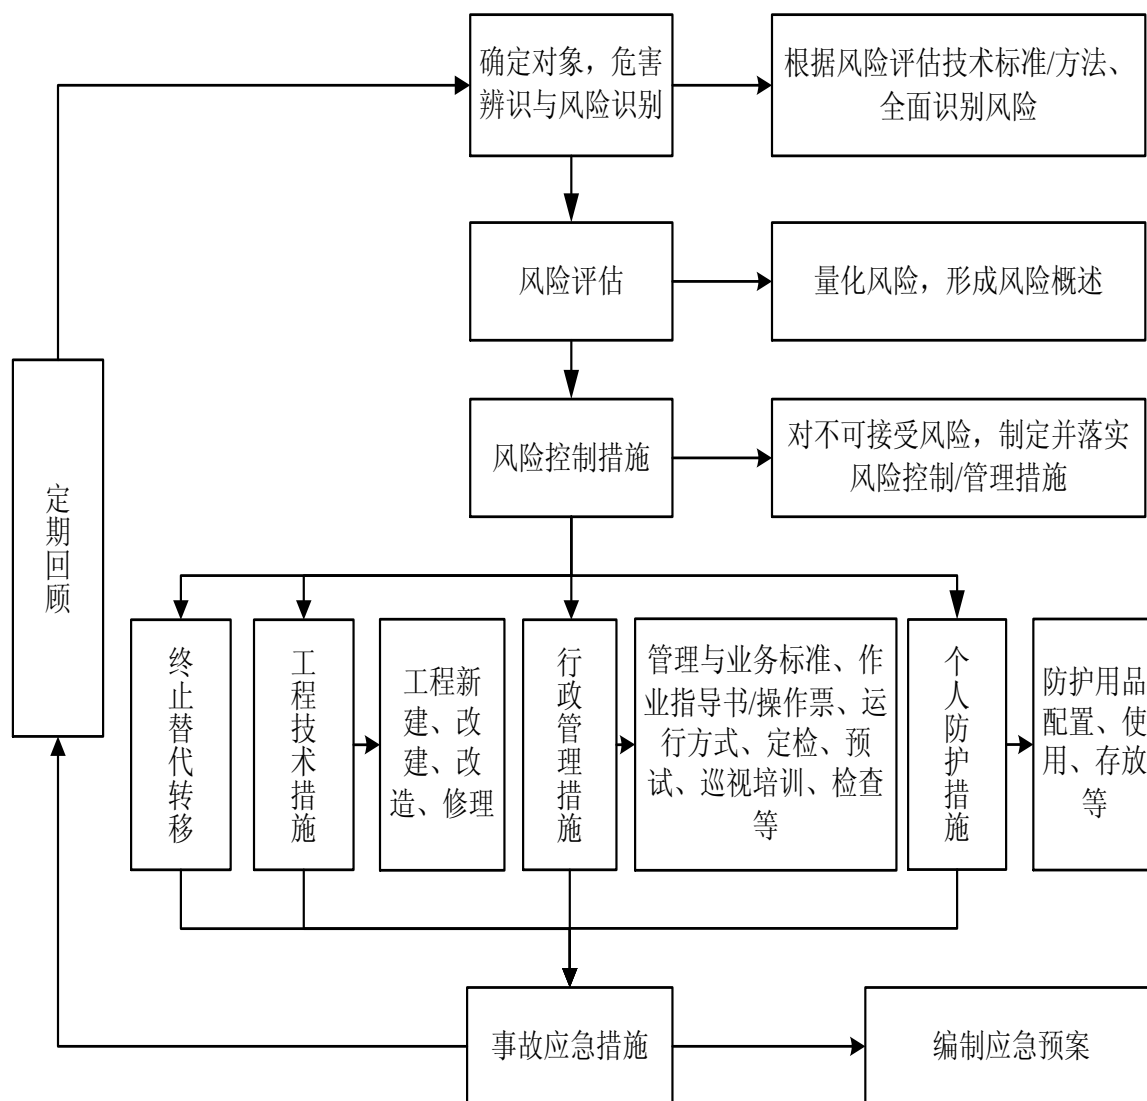 确定对象，危害
辨识与风险识别
根据风险评估技术标准/方法、
全面识别风险
风险评估
量化风险，形成风险概述
风险控制措施
对不可接受风险，制定并落实
风险控制/管理措施
定期回顾
终止替代转移
工程技术措施
工程新
建、改
建、改
造、修理
行政管理措施
管理与业务标准、作
业指导书/操作票、运
行方式、定检、预
试、巡视培训、检查
等
个人防护措施
防护用品
配置、使
用、存放
等
事故应急措施
编制应急预案